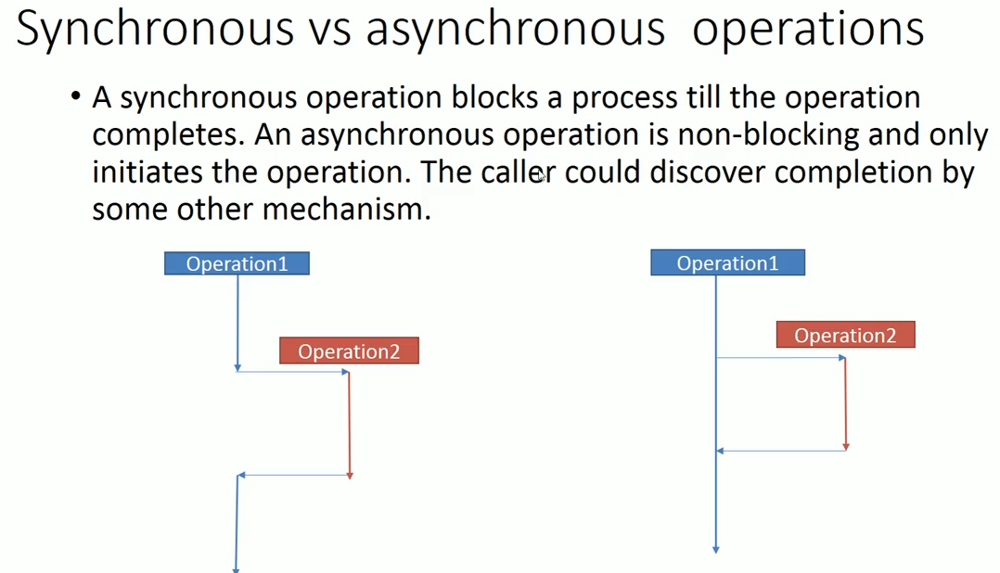 Synchronous vs asynchronous operations
• A synchronous operation blocks a process till the operation
completes. An asynchronous operation is non-blocking and only
initiates the operation. The caller could discover completion by
some other mechanism.
Operation1
Operation2
Operation1
Operation2